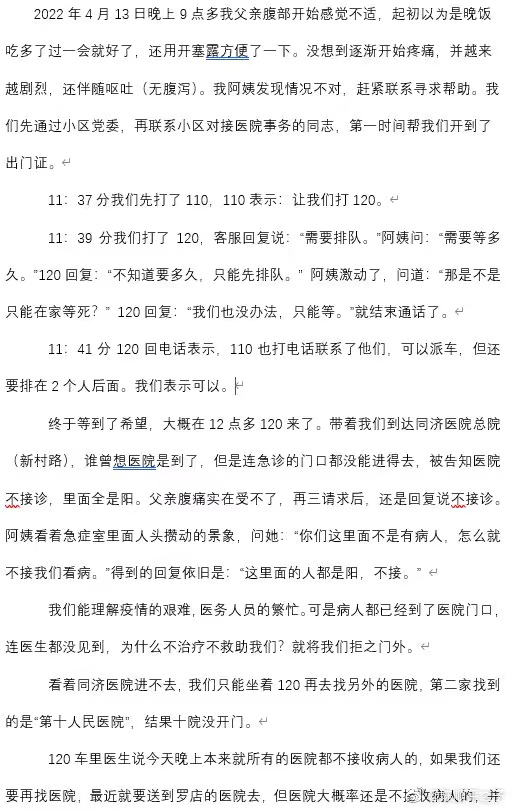 2022 年 4 月 13 日晚上 9 点多我父亲腹部开始感觉不适，起初以为是晚饭
吃多了过一会就好了，还用开塞露方便了一下。没想到逐渐开始疼痛，并越来
越剧烈，还伴随呕吐（无腹泻）。我阿姨发现情况不对，赶紧联系寻求帮助。我
们先通过小区党委，再联系小区对接医院事务的同志，第一时间帮我们开到了
出门证。
11：37 分我们先打了 110，110 表示：让我们打 120。
11：39 分我们打了 120，客服回复说：“需要排队。”阿姨问：“需要等多
久。”120 回复：“不知道要多久，只能先排队。” 阿姨激动了，问道：“那是不是
只能在家等死？” 120 回复：“我们也没办法，只能等。”就结束通话了。
11：41 分 120 回电话表示，110 也打电话联系了他们，可以派车，但还
要排在 2 个人后面。我们表示可以。
终于等到了希望，大概在 12 点多 120 来了。带着我们到达同济医院总院
（新村路），谁曾想医院是到了，但是连急诊的门口都没能进得去，被告知医院
不接诊，里面全是阳。父亲腹痛实在受不了，再三请求后，还是回复说不接诊。
阿姨看着急症室里面人头攒动的景象，问她：“你们这里面不是有病人，怎么就
不接我们看病。”得到的回复依旧是：“这里面的人都是阳，不接。”
我们能理解疫情的艰难，医务人员的繁忙。可是病人都已经到了医院门口，
连医生都没见到，为什么不治疗不救助我们？就将我们拒之门外。
看着同济医院进不去，我们只能坐着 120 再去找另外的医院，第二家找到
的是“第十人民医院”，结果十院没开门。
120 车里医生说今天晚上本来就所有的医院都不接收病人的，如果我们还
要再找医院，最近就要送到罗店的医院去，但医院大概率还是不接收病人的，并